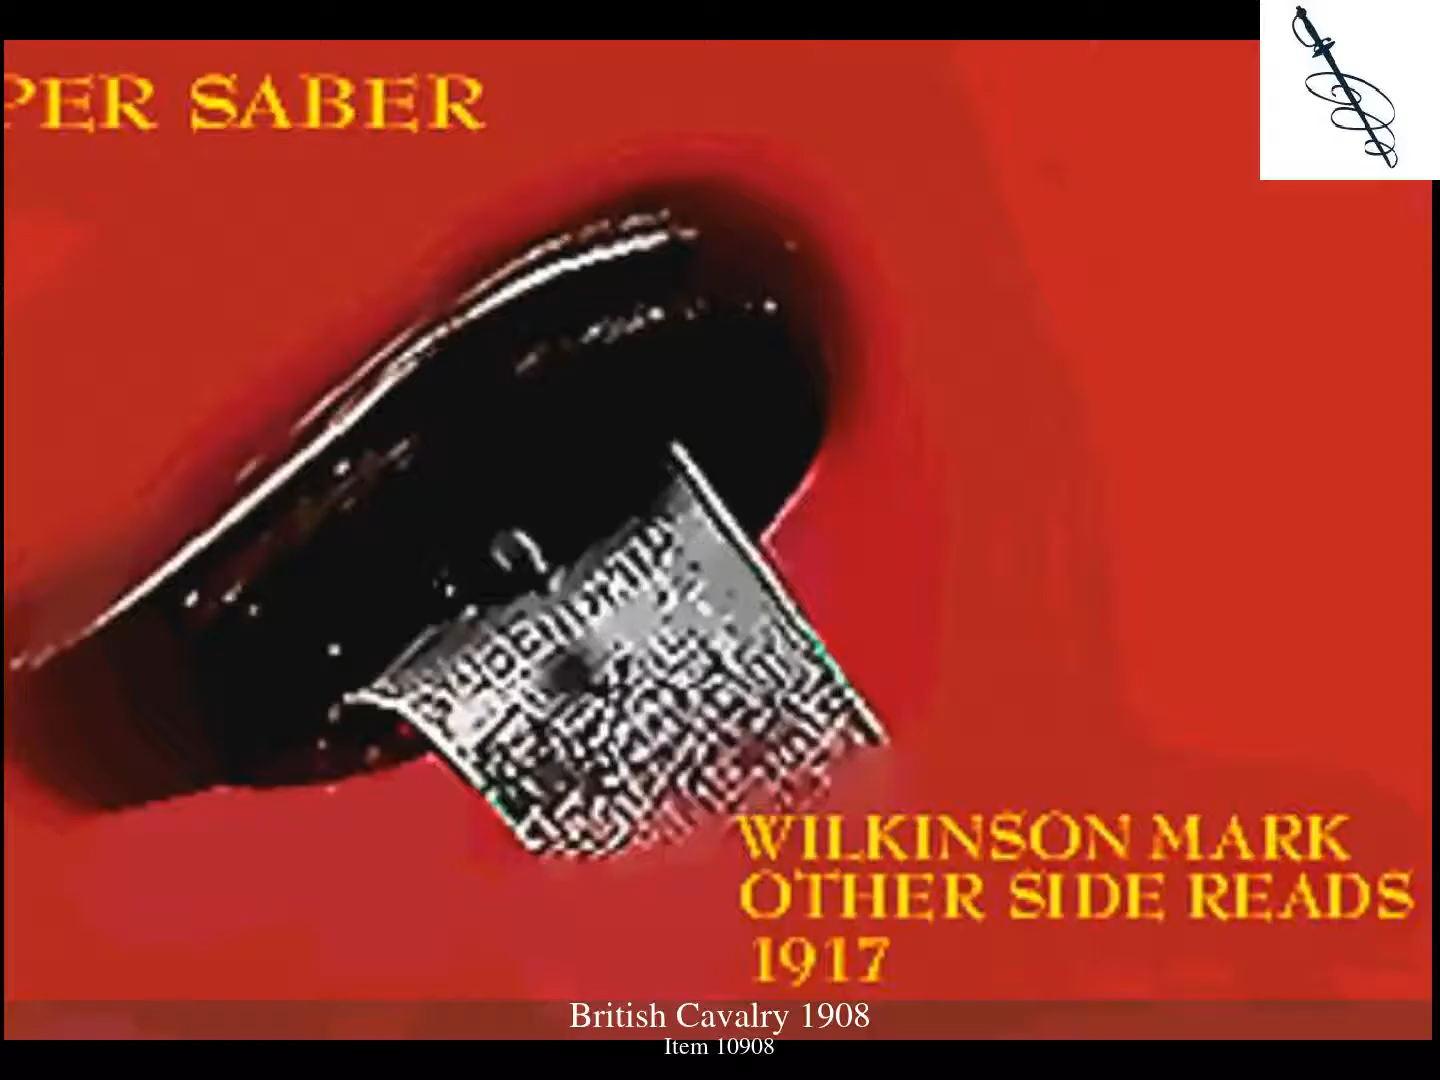 PER SABER
WILKINSON MARK
OTHER SIDE READS
1917
British Cavalry 1908
Item 10908